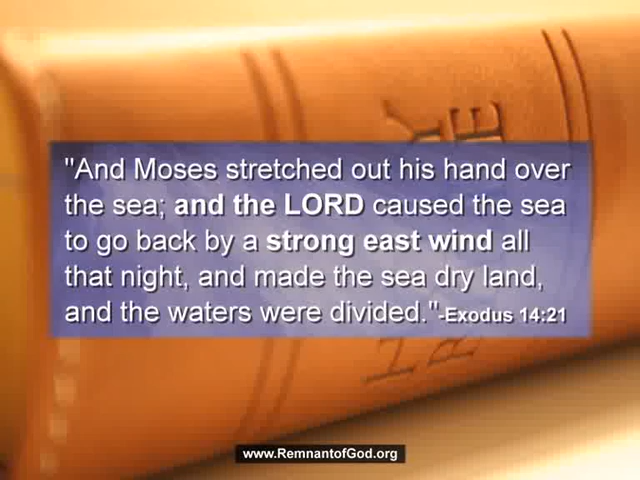 "And Moses stretched out his hand over
the sea; and the LORD caused the sea
to go back by a strong east wind all
that night, and made the sea dry land,
and the waters were divided."-Exodus 14:21
www.RemnantofGod.org